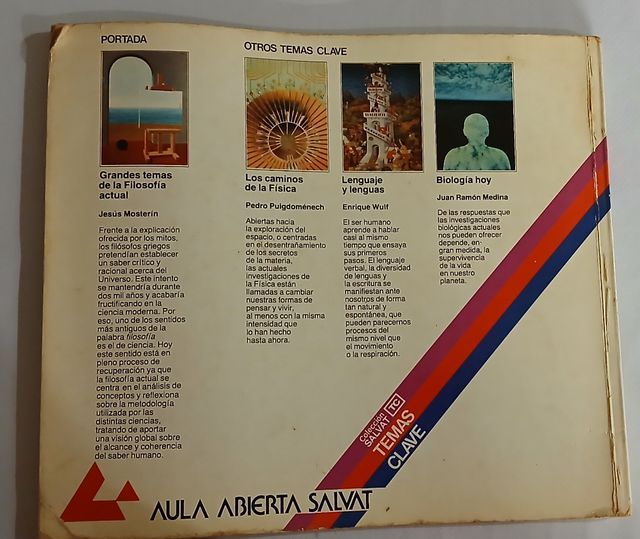 PORTADA
Grandes temas
de la Filosofía
actual
Jesús Mosterín
Frente a la explicación
ofrecida por los mitos,
los filósofos griegos
pretendían establecer
un saber crítico y
racional acerca del
Universo. Este intento
se mantendría durante
dos mil años y acabaría
fructificando en la
ciencia moderna. Por
eso, uno de los sentidos
más antiguos de la
palabra filosofía
es el de ciencia. Hoy
este sentido está en
pleno proceso de
recuperación ya que
la filosofía actual se
centra en el análisis de
conceptos y reflexiona
sobre la metodología
utilizada por las
distintas ciencias,
tratando de aportar
una visión global sobre
el alcance y coherencia
del saber humano.
OTROS TEMAS CLAVE
Los caminos
de la Física
Pedro Puigdoménech
Abiertas hacia
la exploración del
espacio, o centradas
en el desentrañamiento
de los secretos
de la materia,
las actuales
investigaciones de
la Física están
llamadas a cambiar
nuestras formas de
pensar y vivir,
al menos con la misma
intensidad que
lo han hecho
hasta ahora.
Lenguaje
y lenguas
Enrique Wulf
El ser humano
aprende a hablar
casi al mismo
tiempo que ensaya
sus primeros
pasos. El lenguaje
verbal, la diversidad
de lenguas y
la escritura se
manifiestan ante
nosotros de forma
tan natural y
espontánea, que
pueden parecernos
procesos del
mismo nivel que
el movimiento
o la respiración.
Biología hoy
Juan Ramón Medina
De las respuestas que
las investigaciones
biológicas actuales
nos pueden ofrecer
depende, en
gran medida, la
supervivencia
de la vida
en nuestro
planeta.
Colección
SALVAT
TC
TEMAS
CLAVE
AULA ABIERTA SALVAT